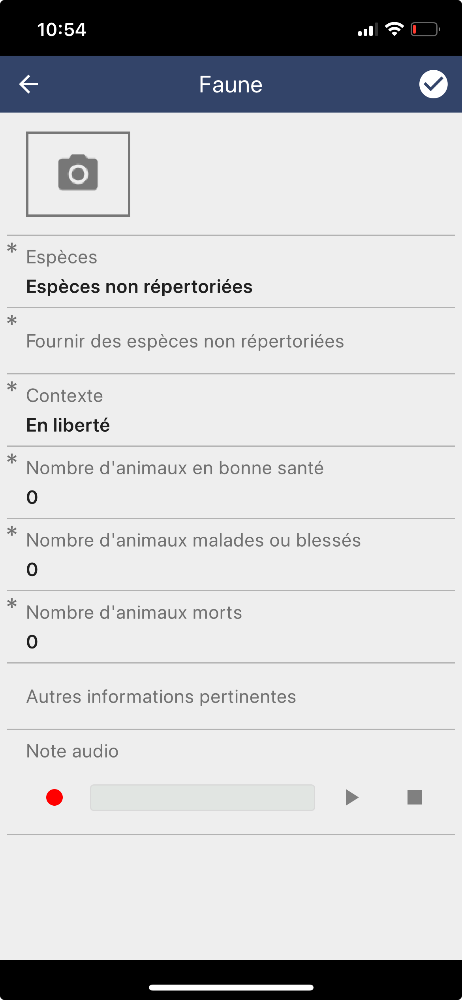 10:54
Faune
* Espèces
Espèces non répertoriées
* Fournir des espèces non répertoriées
* Contexte
En liberté
* Nombre d'animaux en bonne santé
0
* Nombre d'animaux malades ou blessés
0
* Nombre d'animaux morts
0
Autres informations pertinentes
Note audio